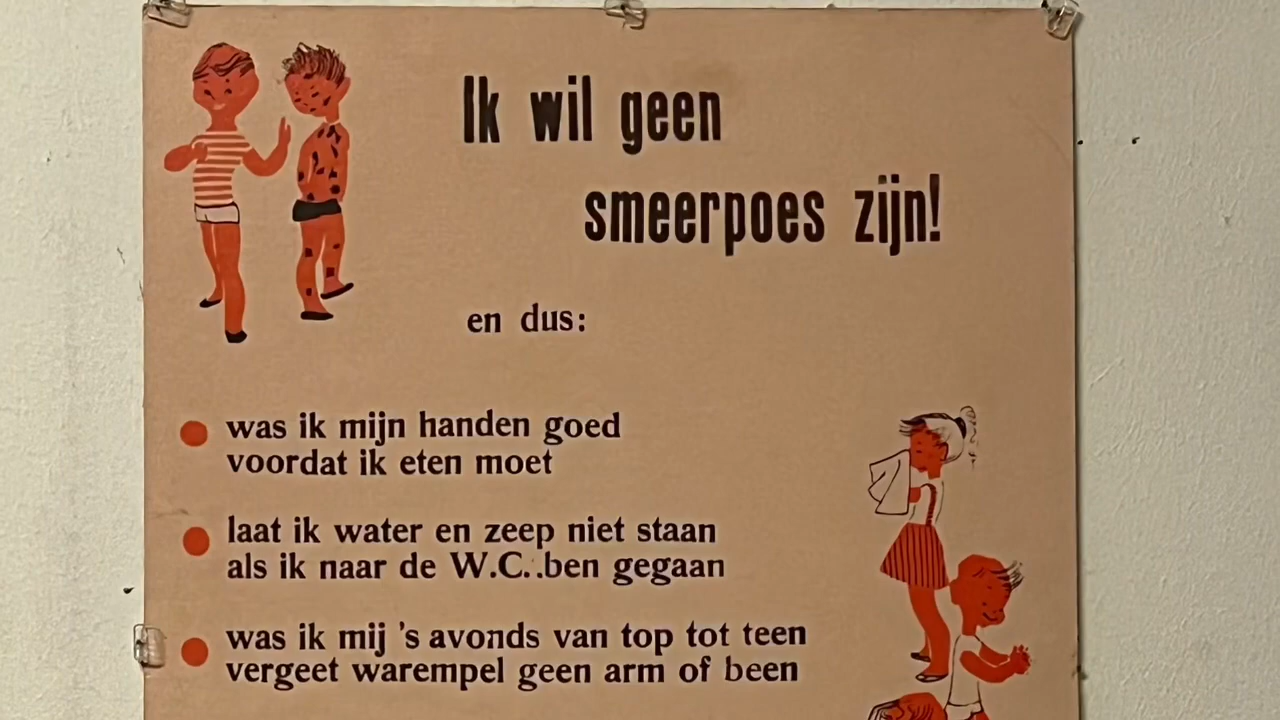 Ik wil geen
smeerpoes zijn!
en dus:
was ik mijn handen goed
voordat ik eten moet
laat ik water en zeep niet staan
als ik naar de W.C. ben gegaan
was ik mij 's avonds van top tot teen
vergeet warempel geen arm of been